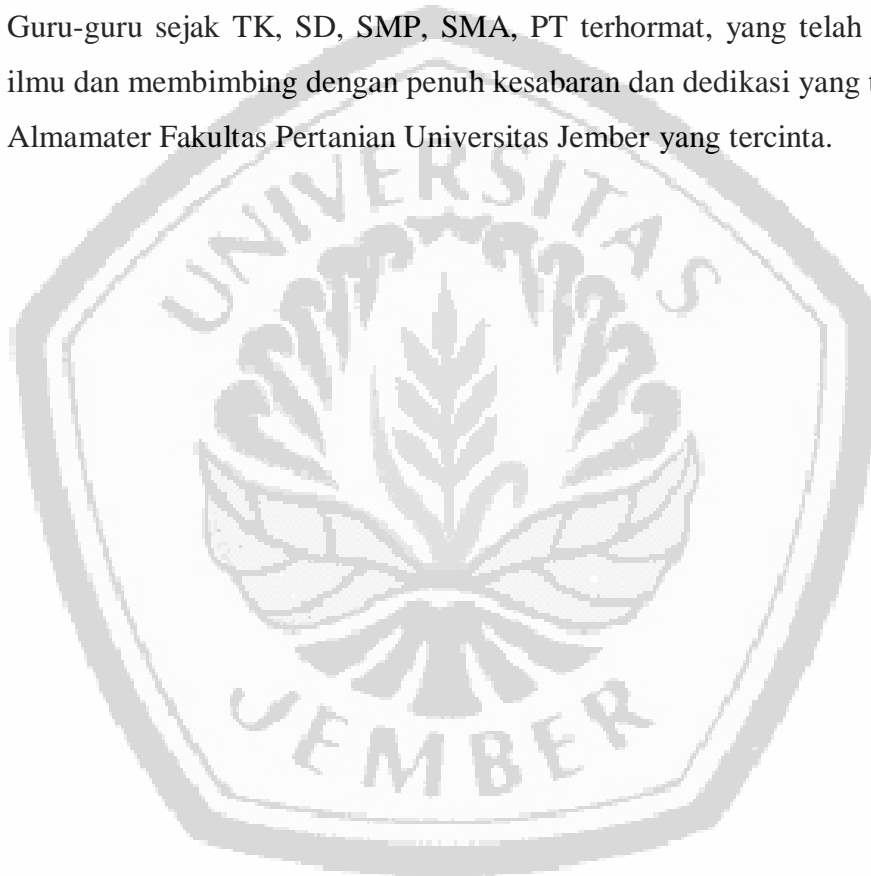 Guru-guru sejak TK, SD, SMP, SMA, PT terhormat, yang telah
ilmu dan membimbing dengan penuh kesabaran dan dedikasi yang
Almamater Fakultas Pertanian Universitas Jember yang tercinta.
UNIVERSITAS
JEMBER